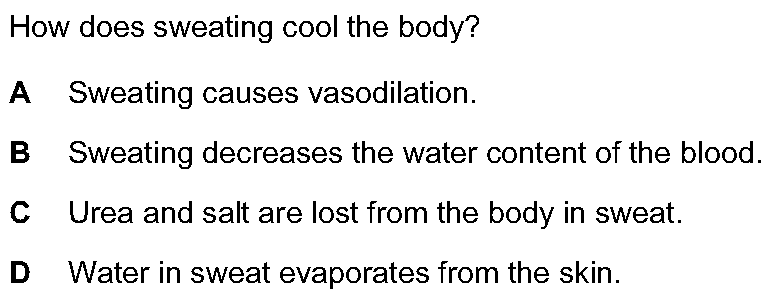 How does sweating cool the body?
A Sweating causes vasodilation.
B Sweating decreases the water content of the blood.
C Urea and salt are lost from the body in sweat.
D Water in sweat evaporates from the skin.